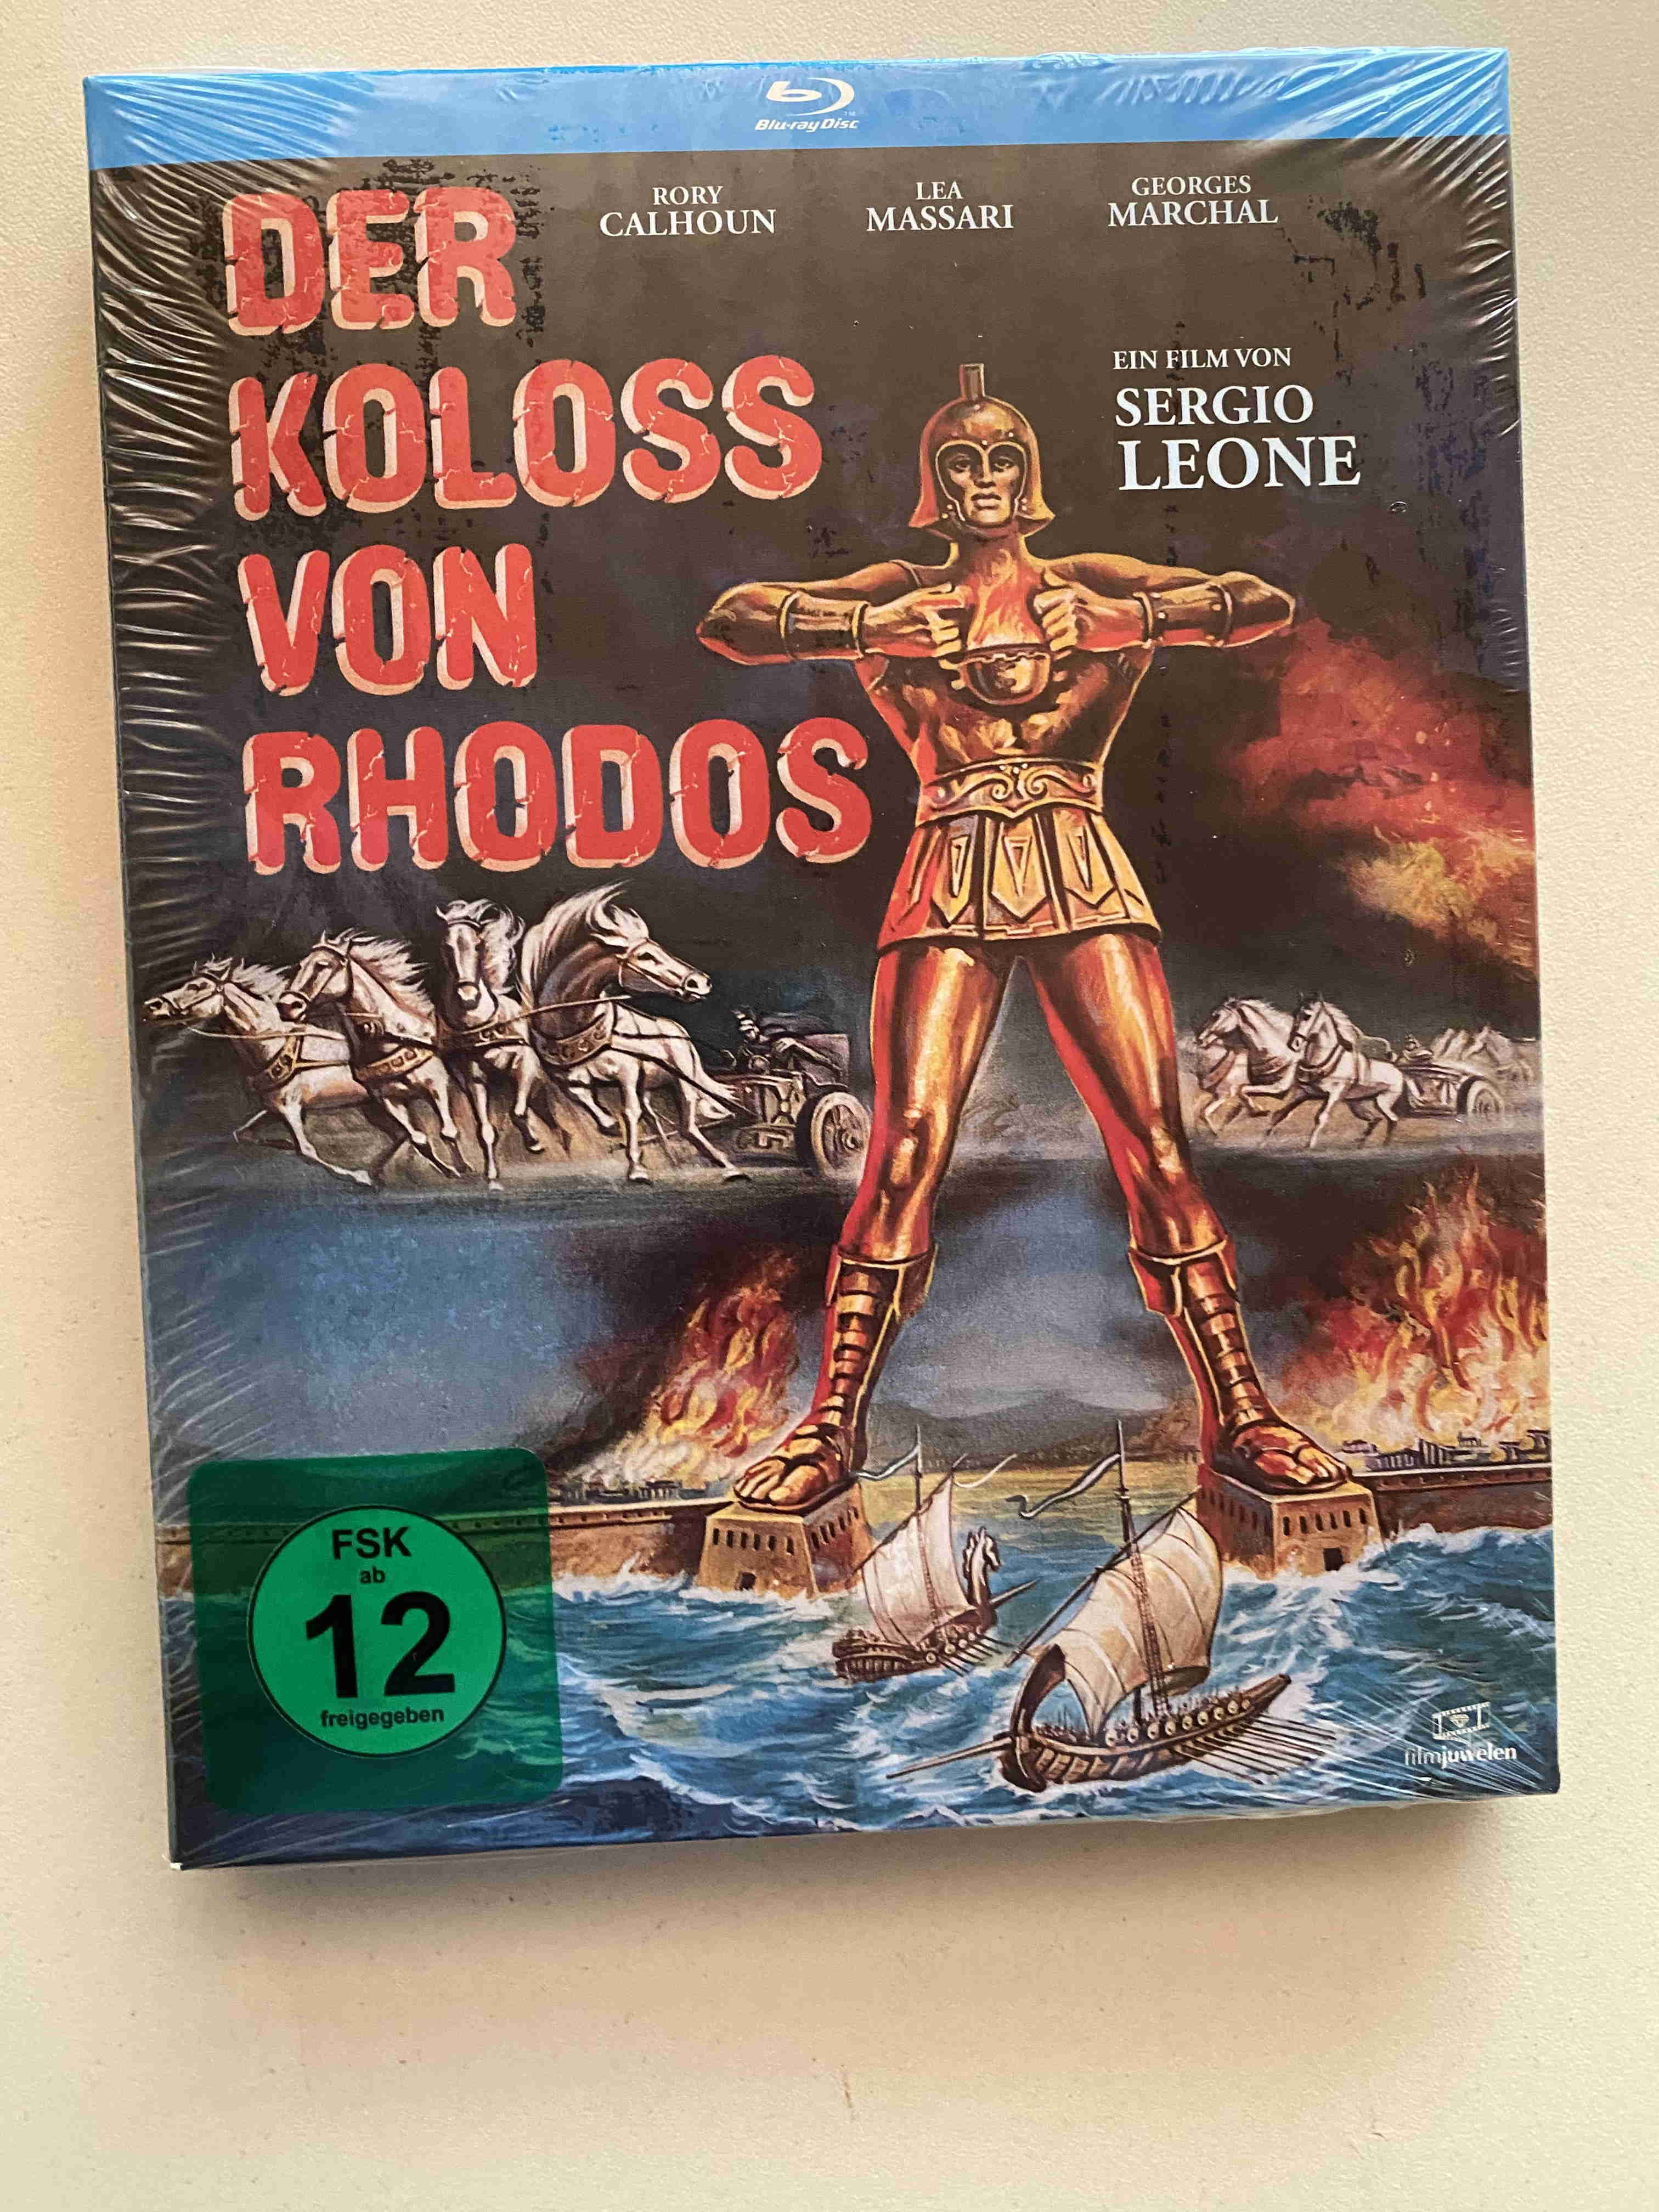 Blu-ray Disc
RORY
CALHOUN
LEA
MASSARI
GEORGES
MARCHAL
DER
KOLOSS
VON
RHODOS
EIN FILM VON
SERGIO
LEONE
FSK
ab
12
freigegeben
filmjuwelen